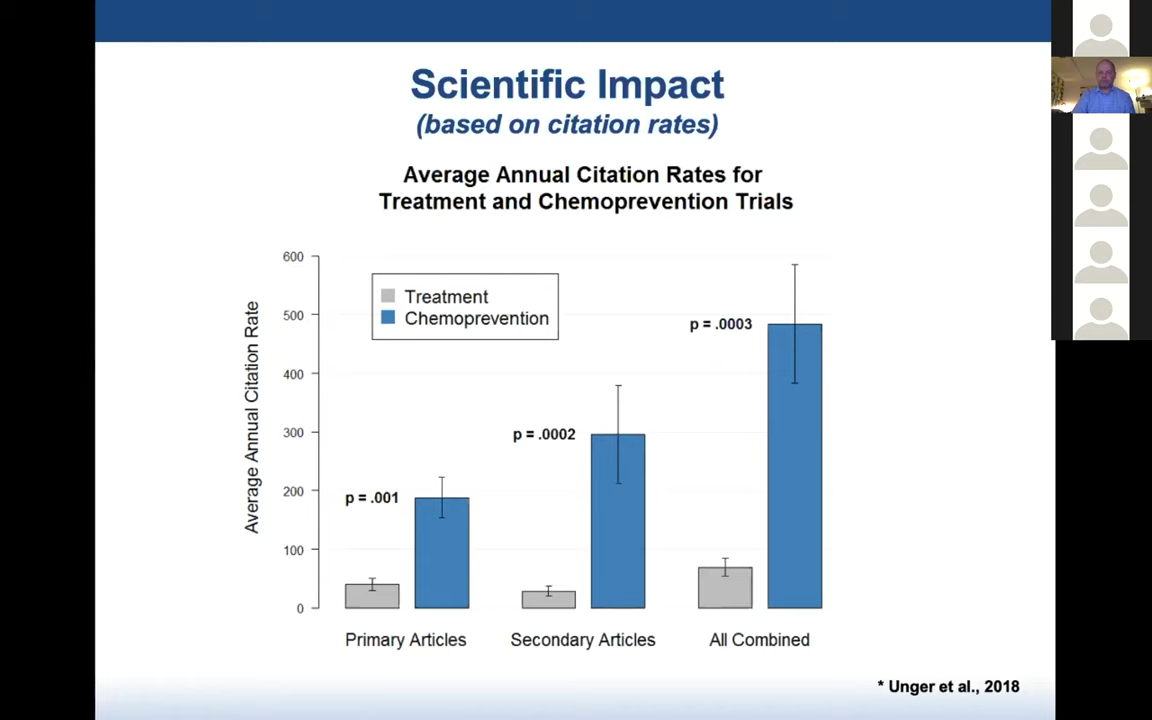 Scientific Impact
(based on citation rates)
Average Annual Citation Rates for
Treatment and Chemoprevention Trials
Average Annual Citation Rate
600
500
400
300
200
100
0
Treatment
Chemoprevention
p = .001
p = .0002
p = .0003
Primary Articles
Secondary Articles
All Combined
* Unger et al., 2018